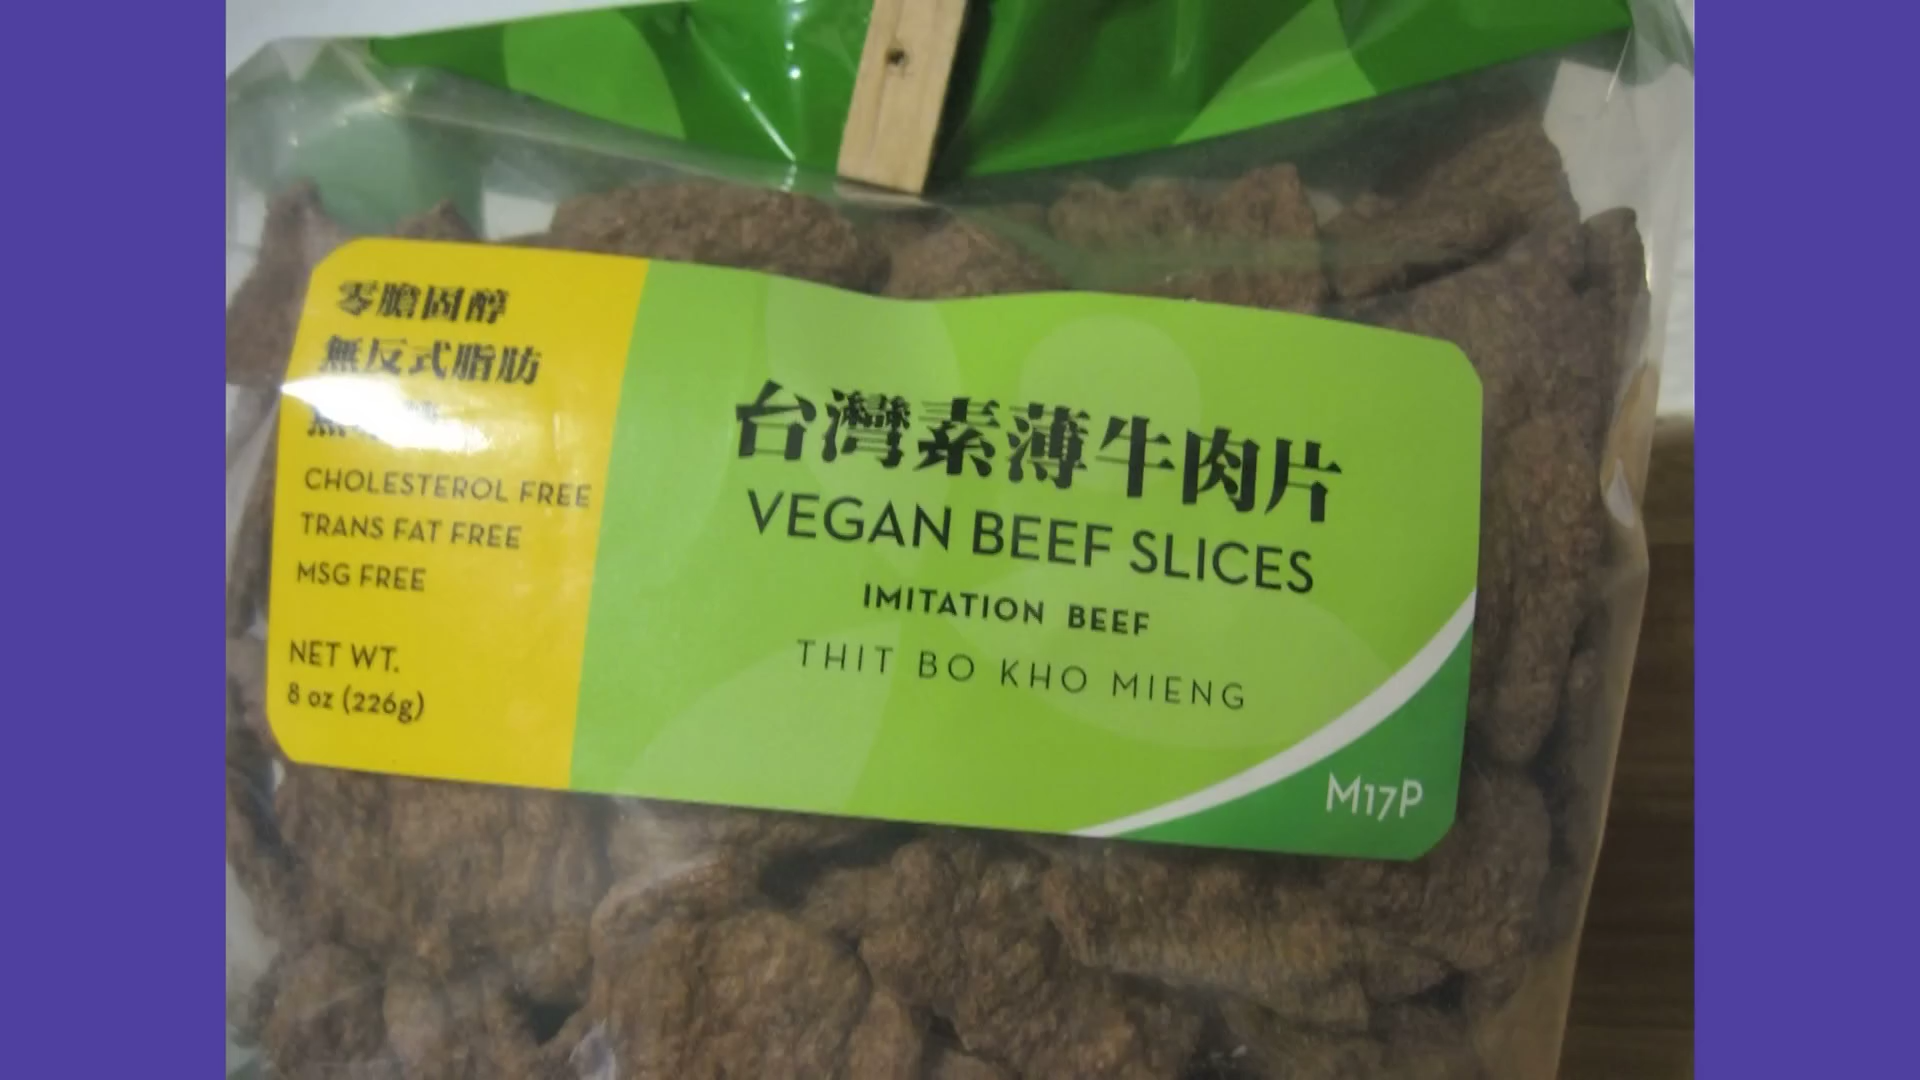 零膽固醇
無反式脂肪
CHOLESTEROL FREE
TRANS FAT FREE
MSG FREE
NET WT.
8 oz (226g)
台灣素薄牛肉片
VEGAN BEEF SLICES
IMITATION BEEF
THIT BO KHO MIENG
M17P